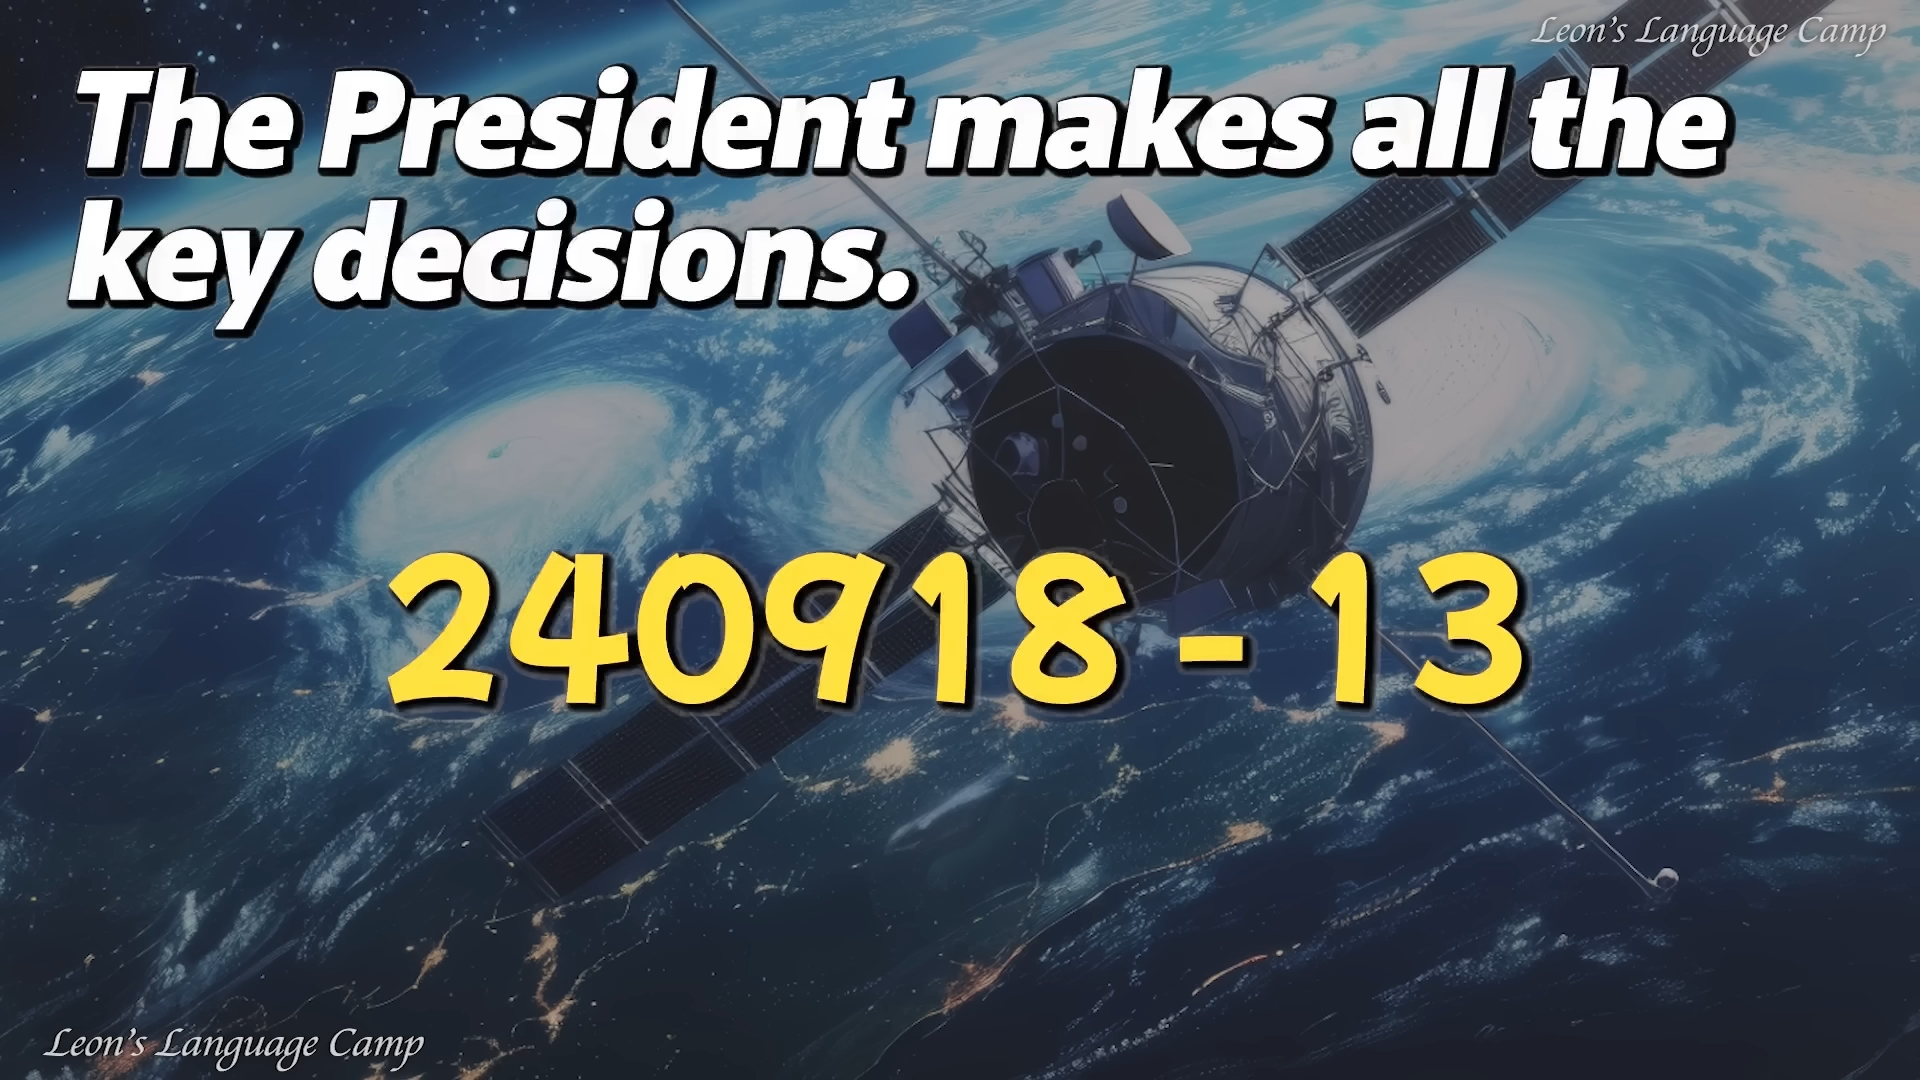 Leon's Language Camp
The President makes all the
key decisions.
240918-13
Leon's Language Camp